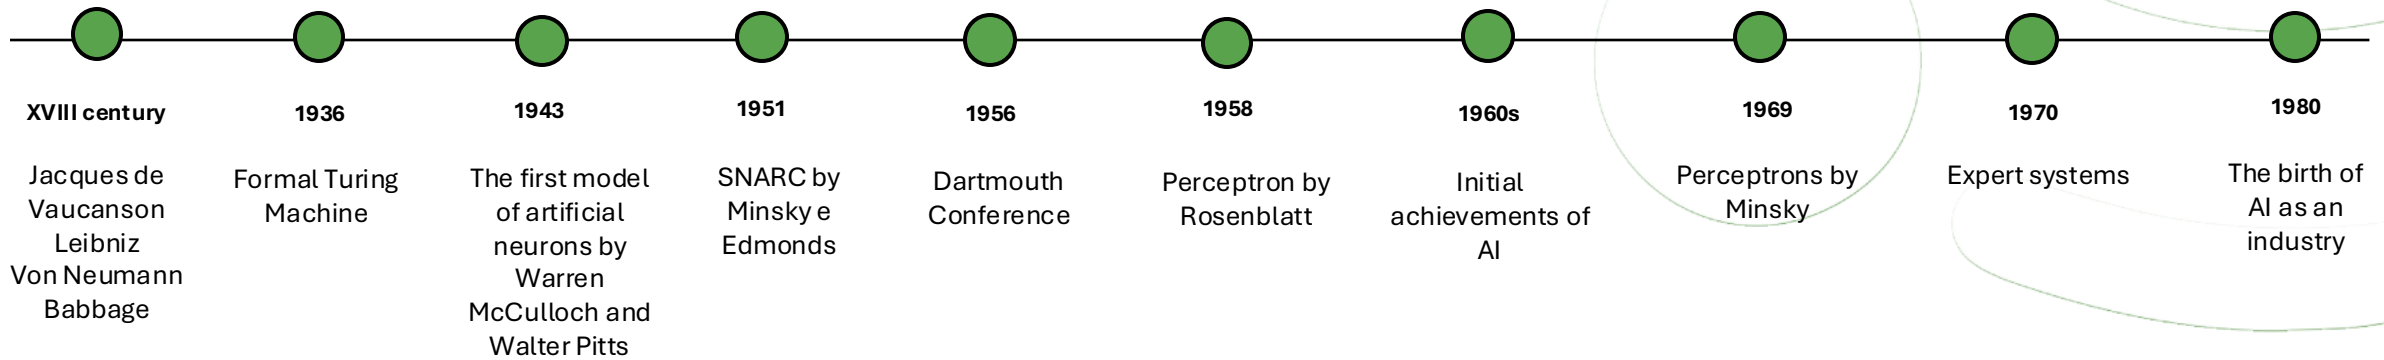 XVIII century
Jacques de
Vaucanson
Leibniz
Von Neumann
Babbage
1936
Formal Turing
Machine
1943
The first model
of artificial
neurons by
Warren
McCulloch and
Walter Pitts
1951
SNARC by
Minsky e
Edmonds
1956
Dartmouth
Conference
1958
Perceptron by
Rosenblatt
1960s
Initial
achievements of
AI
1969
Perceptrons by
Minsky
1970
Expert systems
1980
The birth of
AI as an
industry